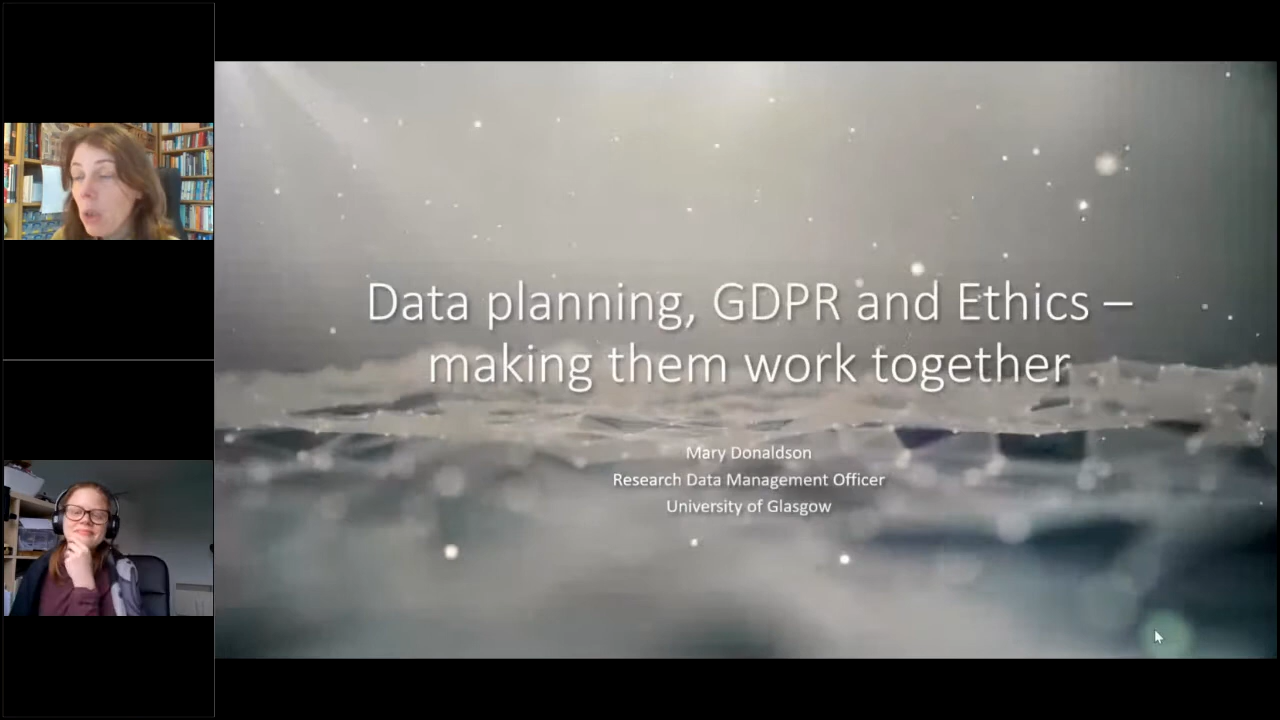 Data planning, GDPR and Ethics –
making them work together
Mary Donaldson
Research Data Management Officer
University of Glasgow